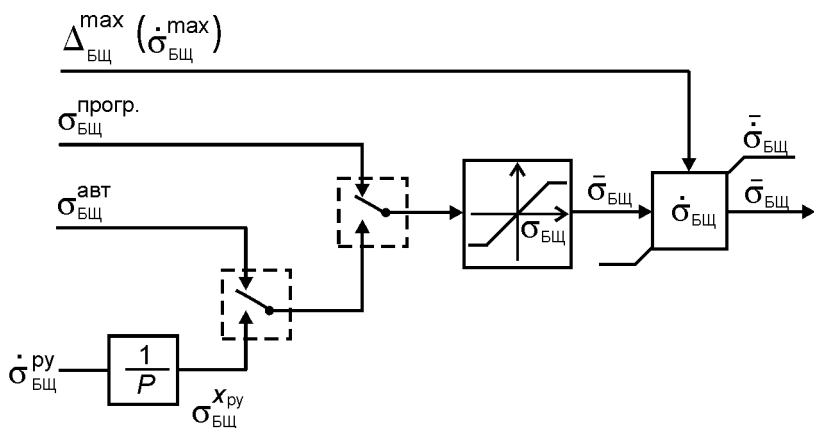 Δ_БЩ^max (σ̇_БЩ^max)
σ_БЩ^прогр.
σ_БЩ^авт
σ̇_БЩ^ру
1
P
σ_БЩ^(X_ру)
σ_БЩ
σ̄_БЩ
σ̇_БЩ
σ̄̇_БЩ
σ̄_БЩ